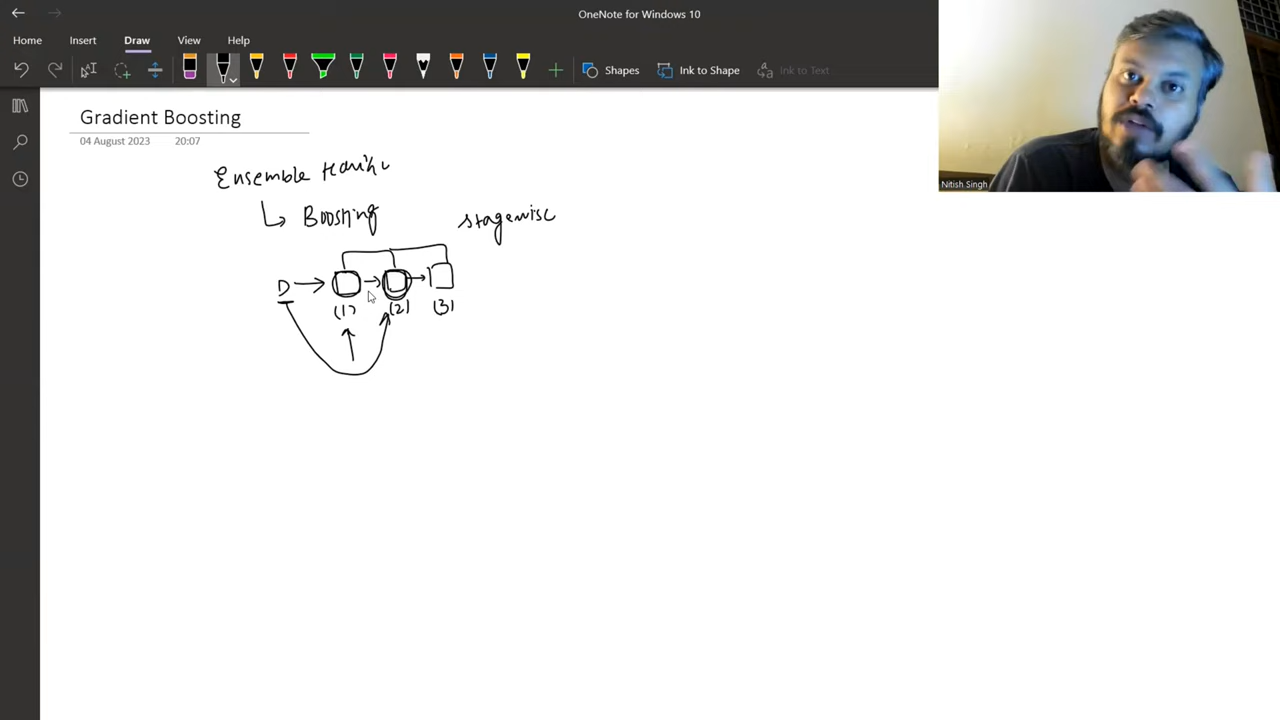 OneNote for Windows 10
Home Insert Draw View Help
Shapes Ink to Shape Ink to Text
Gradient Boosting
04 August 2023 20:07
Ensemble
Boosting
stagewise
D
(1) (2) (3)
Nitish Singh